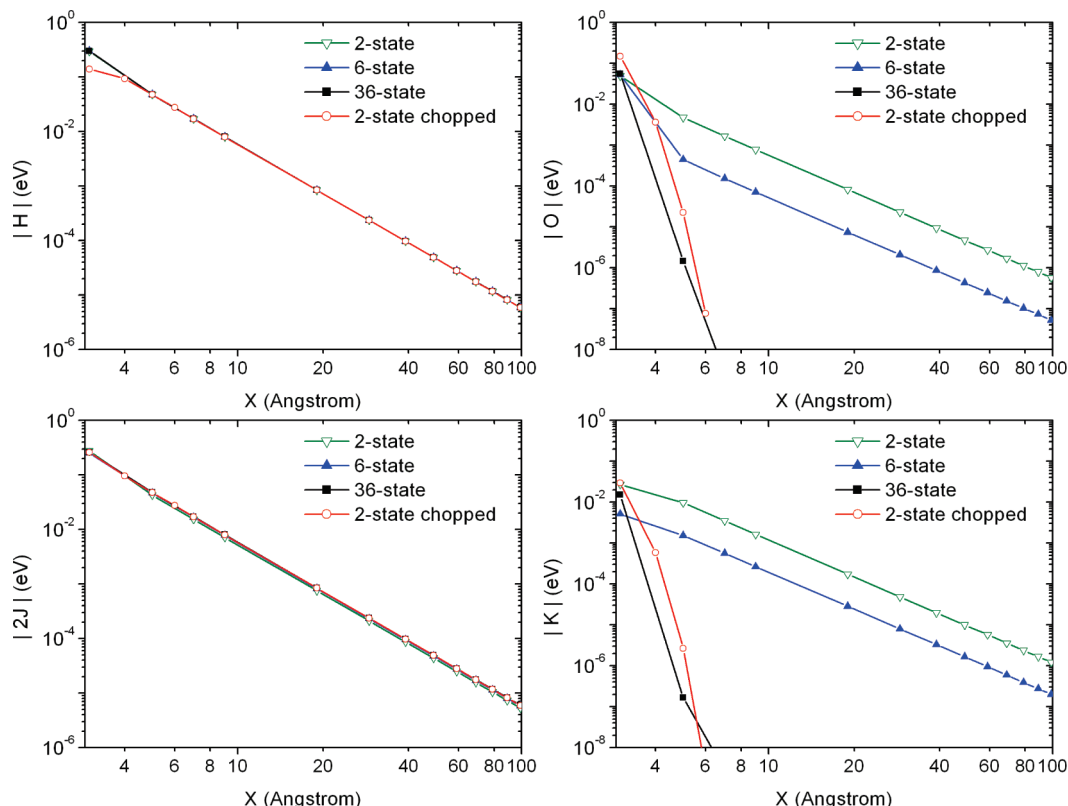 10^0
10^-2
10^-4
10^-6
| H | (eV)
2-state
6-state
36-state
2-state chopped
4 6 8 10 20 40 60 80 100
X (Angstrom)
10^0
10^-2
10^-4
10^-6
10^-8
| O | (eV)
2-state
6-state
36-state
2-state chopped
4 6 8 10 20 40 60 80 100
X (Angstrom)
10^0
10^-2
10^-4
10^-6
| 2J | (eV)
2-state
6-state
36-state
2-state chopped
4 6 8 10 20 40 60 80 100
X (Angstrom)
10^0
10^-2
10^-4
10^-6
10^-8
| K | (eV)
2-state
6-state
36-state
2-state chopped
4 6 8 10 20 40 60 80 100
X (Angstrom)